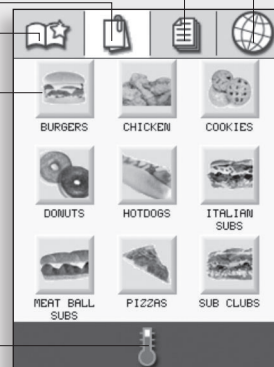 BURGERS
CHICKEN
COOKIES
DONUTS
HOTDOGS
ITALIAN
SUBS
MEAT BALL
SUBS
PIZZAS
SUB CLUBS